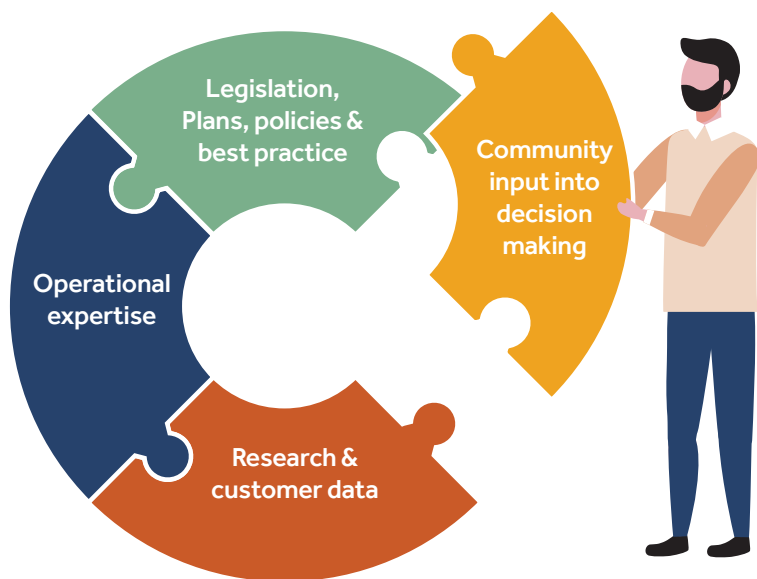 Legislation,
Plans, policies &
best practice
Community
input into
decision
making
Operational
expertise
Research &
customer data